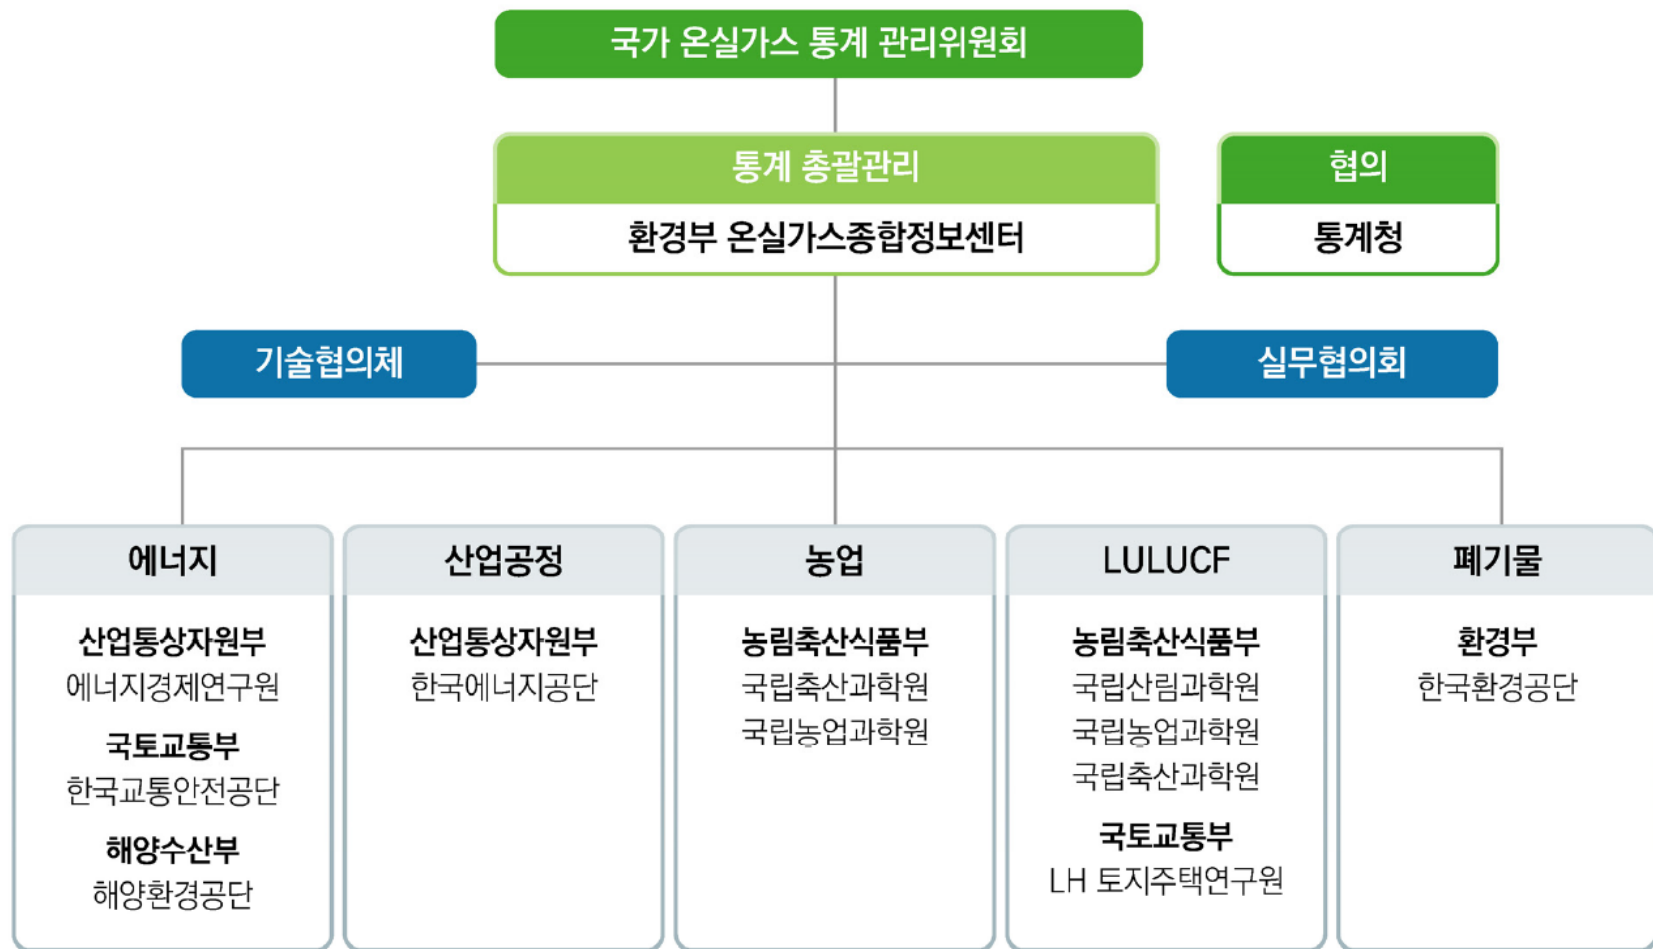 국가 온실가스 통계 관리위원회
통계 총괄관리
환경부 온실가스종합정보센터
협의
통계청
기술협의체
실무협의회
에너지
산업통상자원부
에너지경제연구원
국토교통부
한국교통안전공단
해양수산부
해양환경공단
산업공정
산업통상자원부
한국에너지공단
농업
농림축산식품부
국립축산과학원
국립농업과학원
LULUCF
농림축산식품부
국립산림과학원
국립농업과학원
국립축산과학원
국토교통부
LH 토지주택연구원
폐기물
환경부
한국환경공단